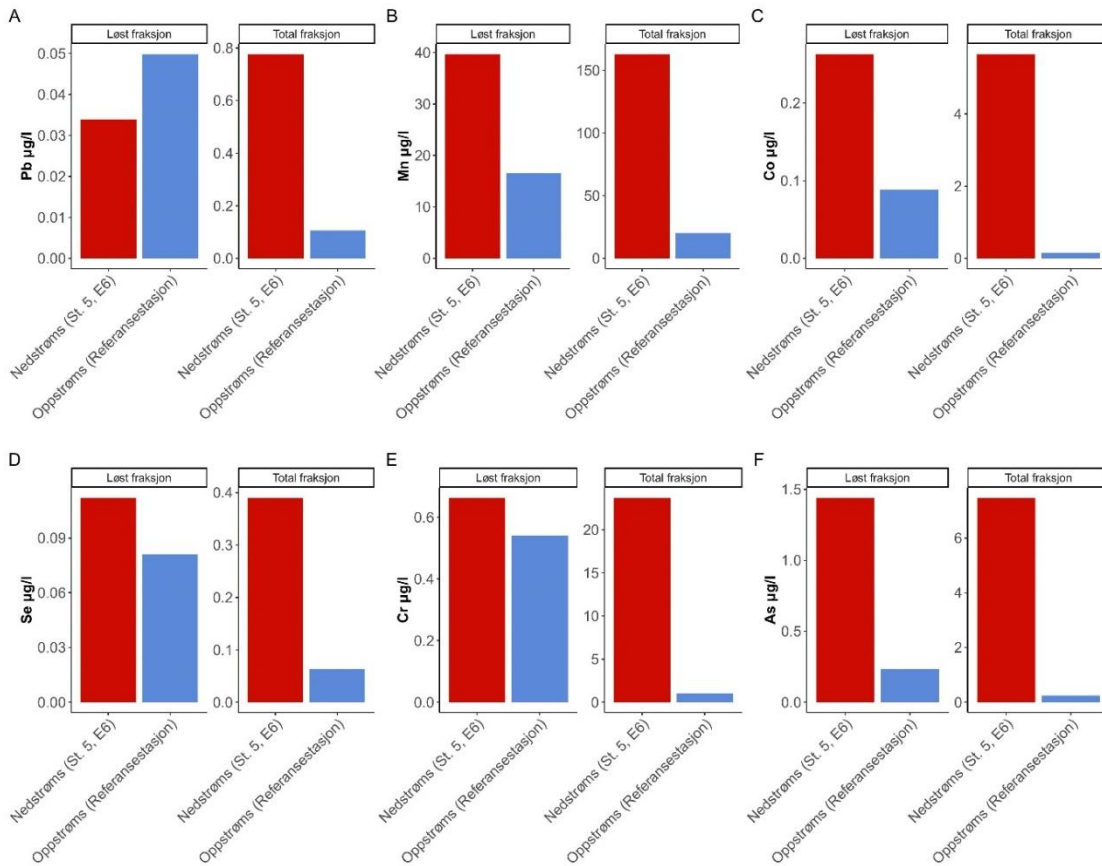 A
Løst fraksjon
Total fraksjon
Pb µg/l
0.05
0.04
0.03
0.02
0.01
0.00
0.8
0.6
0.4
0.2
0.0
Nedstrøms (St. 5, E6)
Oppstrøms (Referansestasjon)
Nedstrøms (St. 5, E6)
Oppstrøms (Referansestasjon)
B
Løst fraksjon
Total fraksjon
Mn µg/l
40
30
20
10
0
150
100
50
0
Nedstrøms (St. 5, E6)
Oppstrøms (Referansestasjon)
Nedstrøms (St. 5, E6)
Oppstrøms (Referansestasjon)
C
Løst fraksjon
Total fraksjon
Co µg/l
0.2
0.1
0.0
4
2
0
Nedstrøms (St. 5, E6)
Oppstrøms (Referansestasjon)
Nedstrøms (St. 5, E6)
Oppstrøms (Referansestasjon)
D
Løst fraksjon
Total fraksjon
Se µg/l
0.09
0.06
0.03
0.00
0.4
0.3
0.2
0.1
0.0
Nedstrøms (St. 5, E6)
Oppstrøms (Referansestasjon)
Nedstrøms (St. 5, E6)
Oppstrøms (Referansestasjon)
E
Løst fraksjon
Total fraksjon
Cr µg/l
0.6
0.4
0.2
0.0
20
15
10
5
0
Nedstrøms (St. 5, E6)
Oppstrøms (Referansestasjon)
Nedstrøms (St. 5, E6)
Oppstrøms (Referansestasjon)
F
Løst fraksjon
Total fraksjon
As µg/l
1.5
1.0
0.5
0.0
6
4
2
0
Nedstrøms (St. 5, E6)
Oppstrøms (Referansestasjon)
Nedstrøms (St. 5, E6)
Oppstrøms (Referansestasjon)